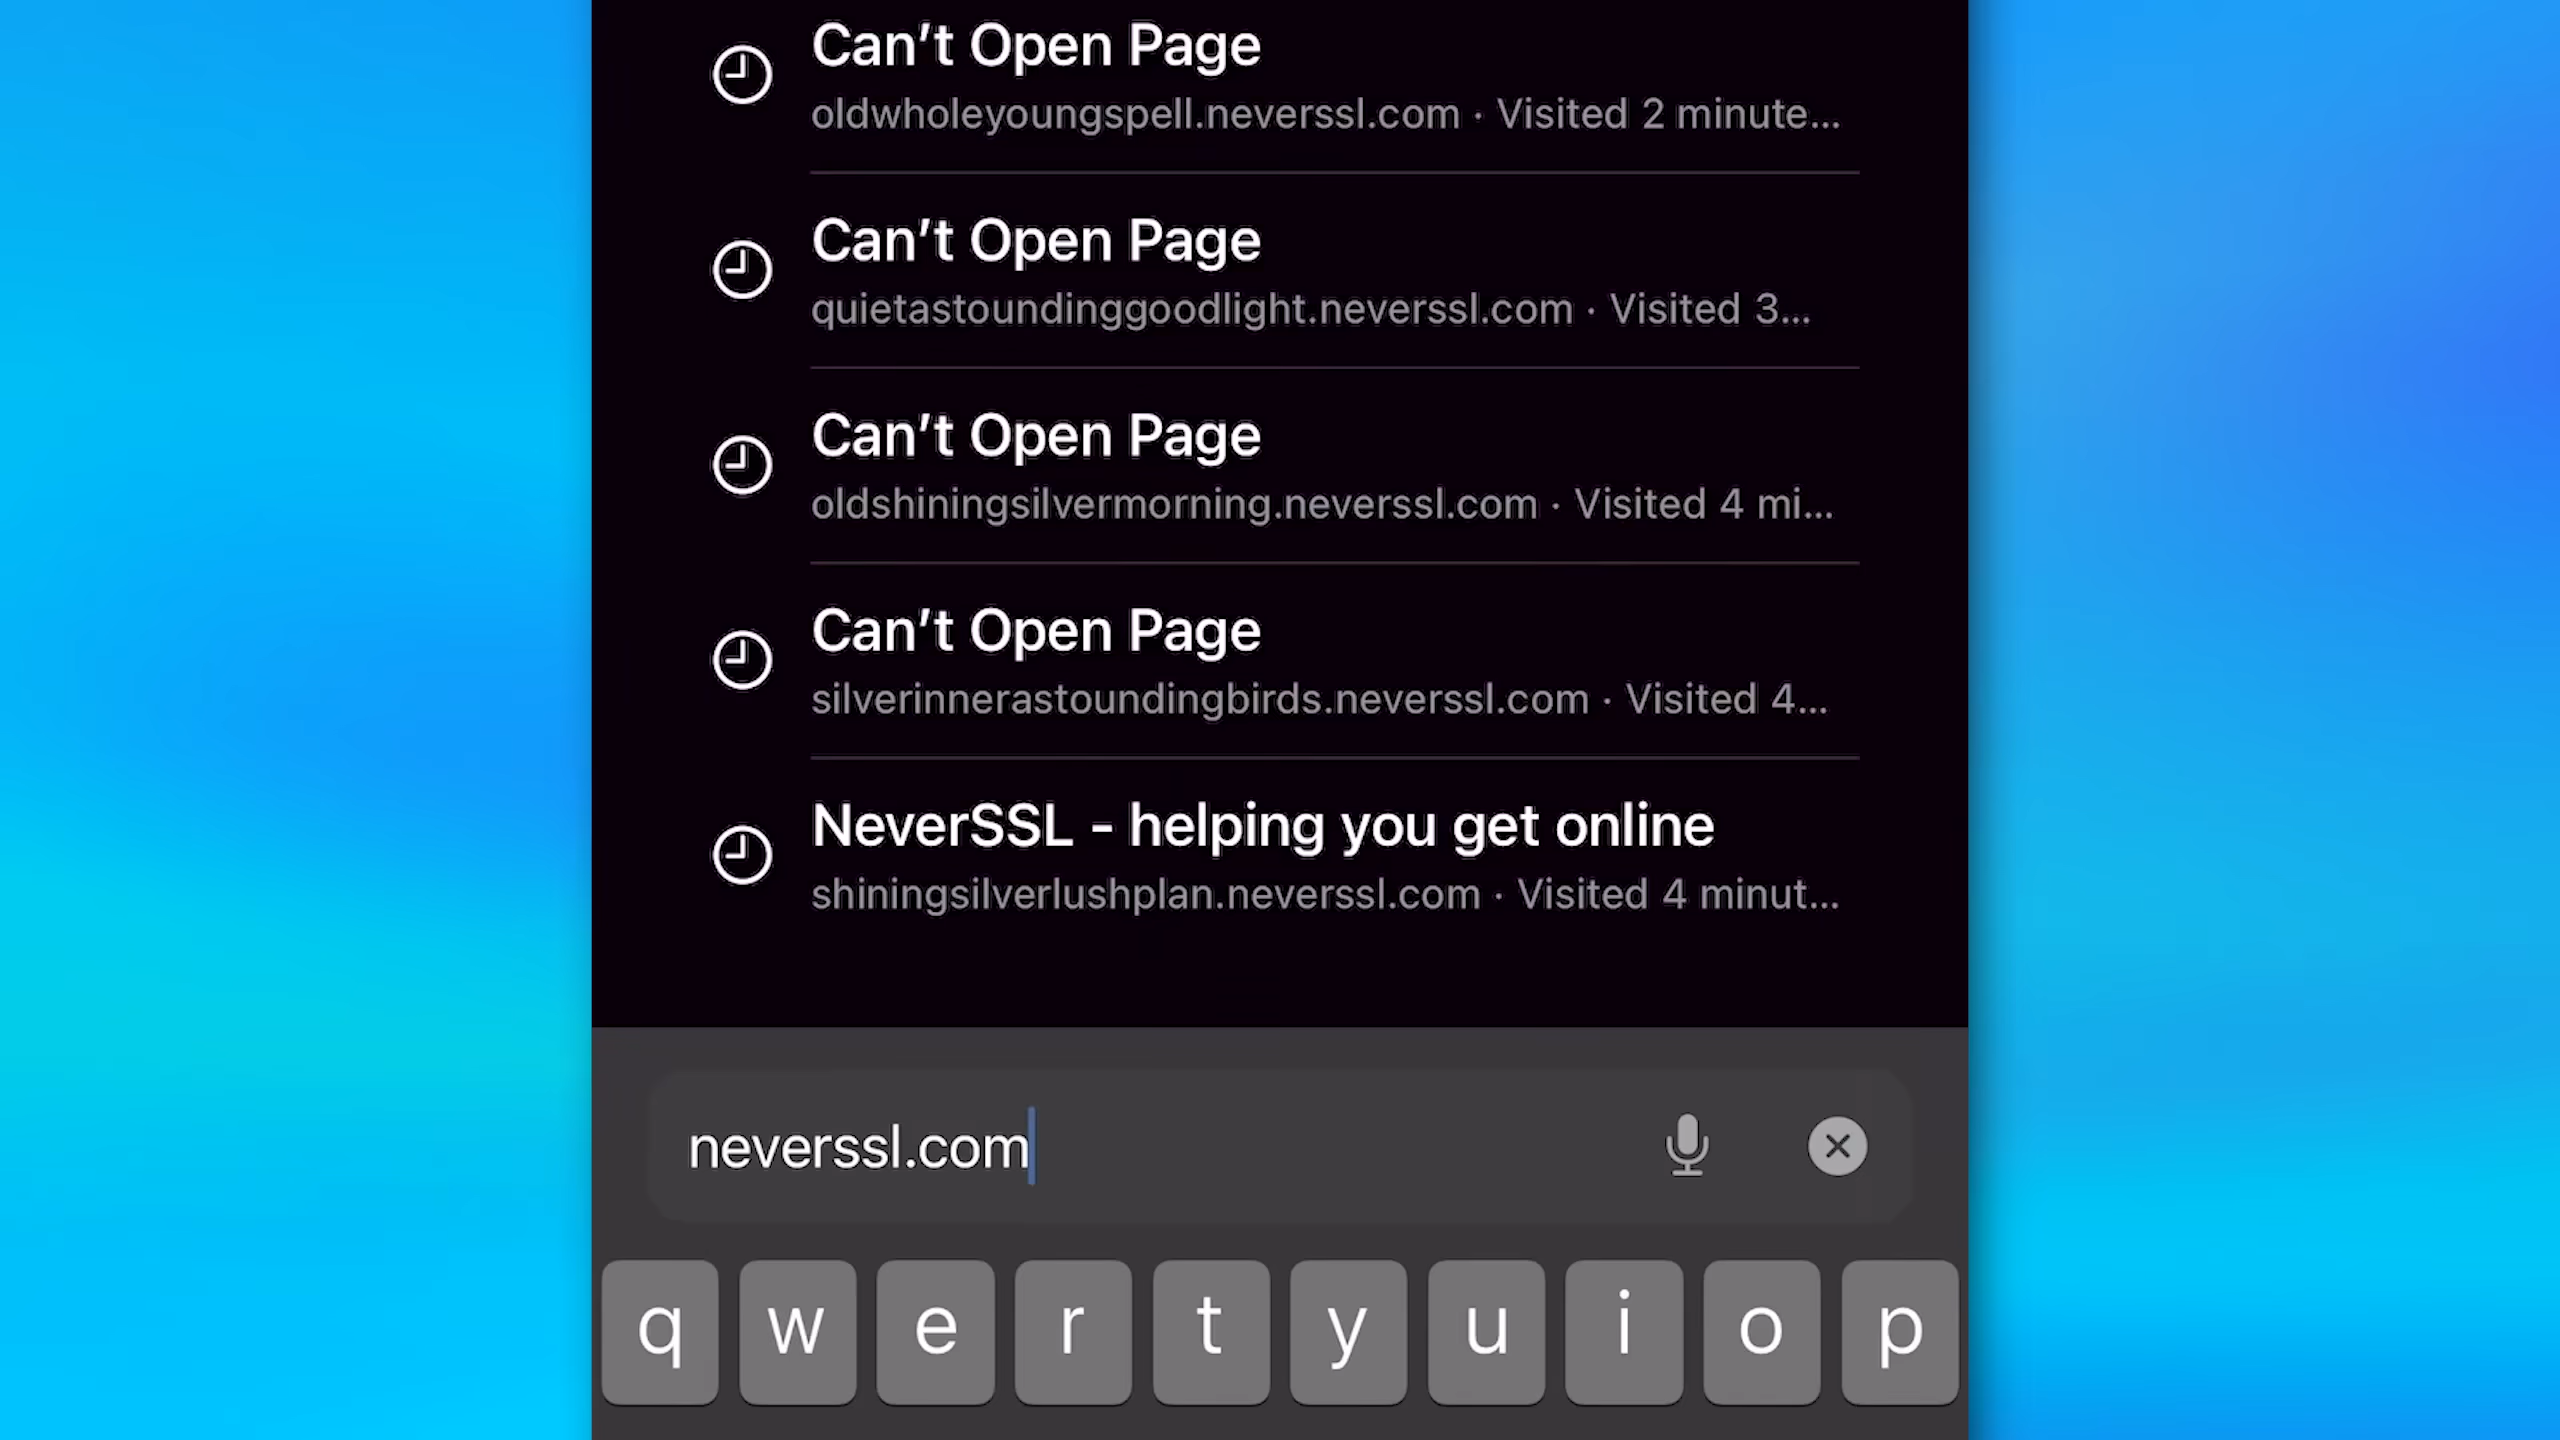 Can’t Open Page
oldwholeyoungspell.neverssl.com · Visited 2 minute...
Can’t Open Page
quietastoundinggoodlight.neverssl.com · Visited 3...
Can’t Open Page
oldshiningsilvermorning.neverssl.com · Visited 4 mi...
Can’t Open Page
silverinnerastoundingbirds.neverssl.com · Visited 4...
NeverSSL - helping you get online
shiningsilverlushplan.neverssl.com · Visited 4 minut...
neverssl.com
q w e r t y u i o p